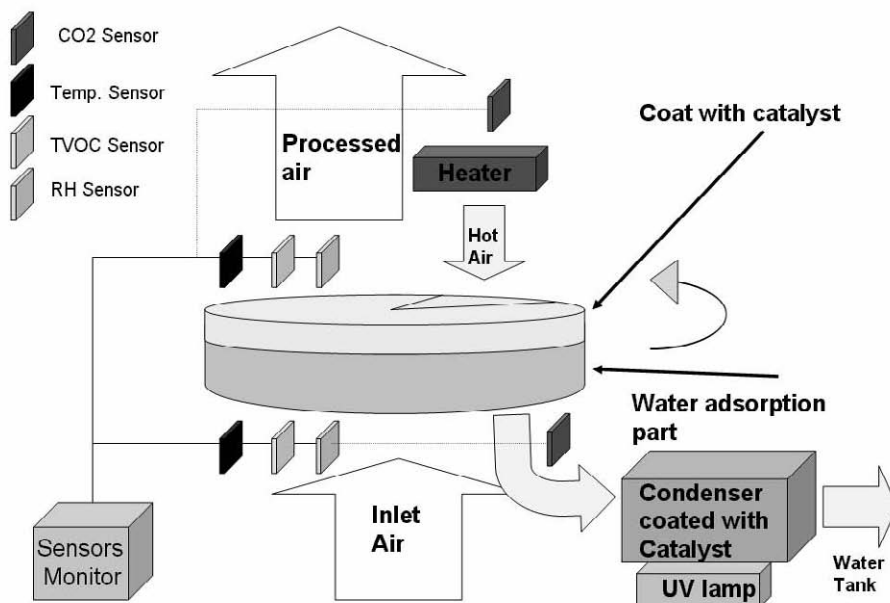 CO2 Sensor
Temp. Sensor
TVOC Sensor
RH Sensor
Processed
air
Heater
Hot
Air
Coat with catalyst
Water adsorption
part
Inlet
Air
Condenser
coated with
Catalyst
UV lamp
Water
Tank
Sensors
Monitor